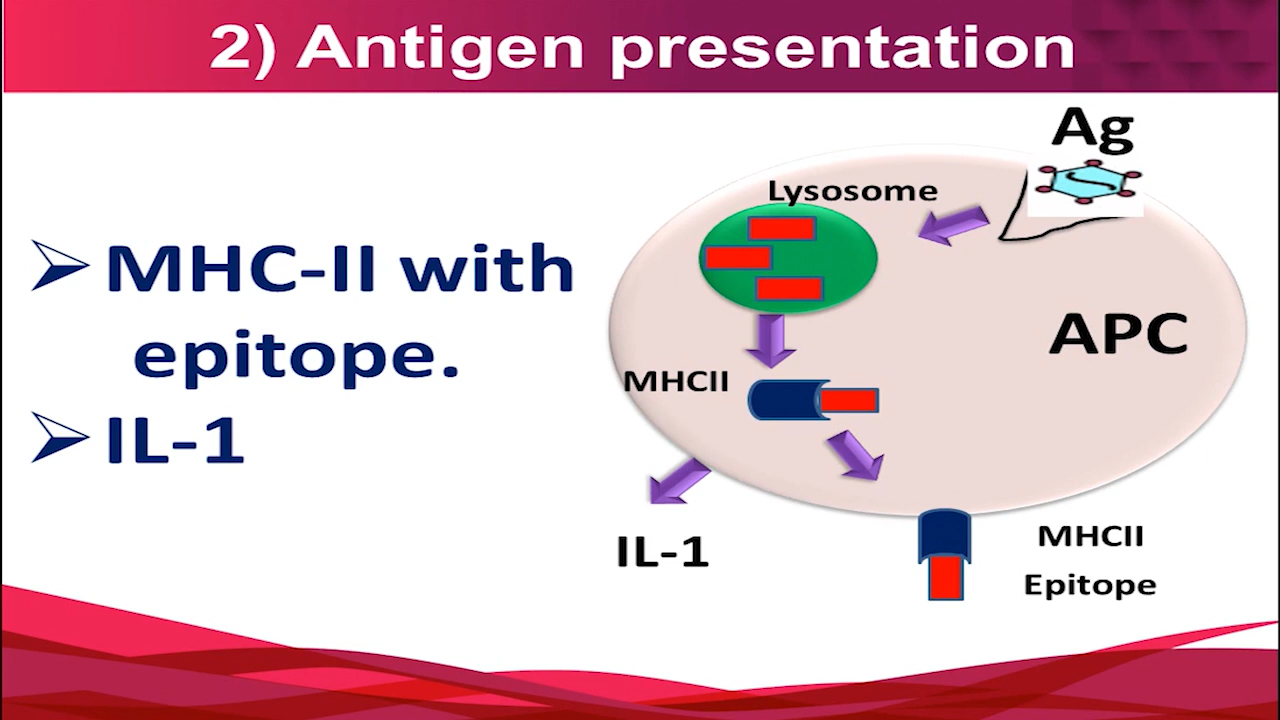 2) Antigen presentation
MHC-II with
epitope.
IL-1
Ag
Lysosome
APC
MHCII
IL-1
MHCII
Epitope